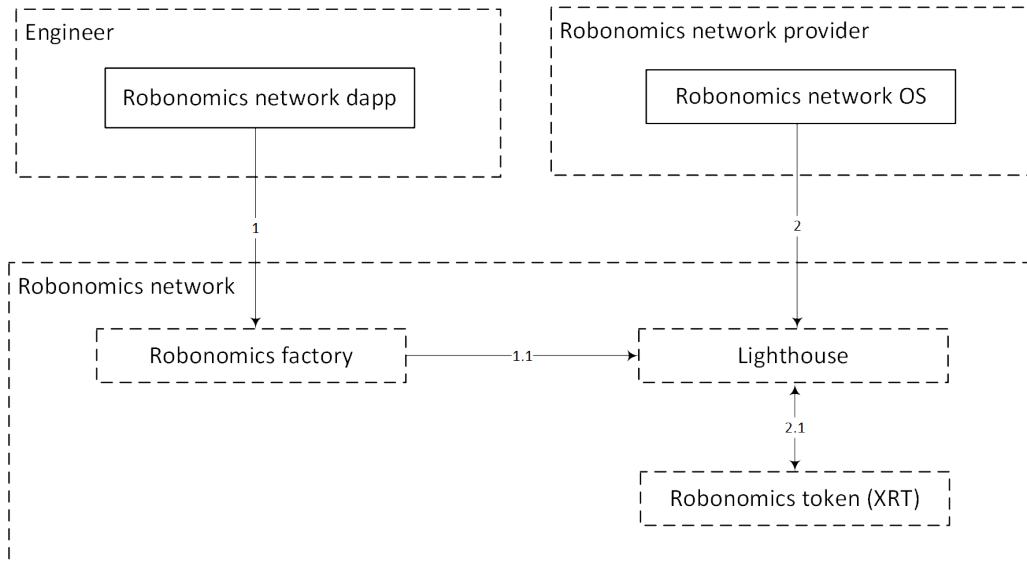 Engineer
Robonomics network dapp
Robonomics network provider
Robonomics network OS
1
2
Robonomics network
Robonomics factory
1.1
Lighthouse
2.1
Robonomics token (XRT)